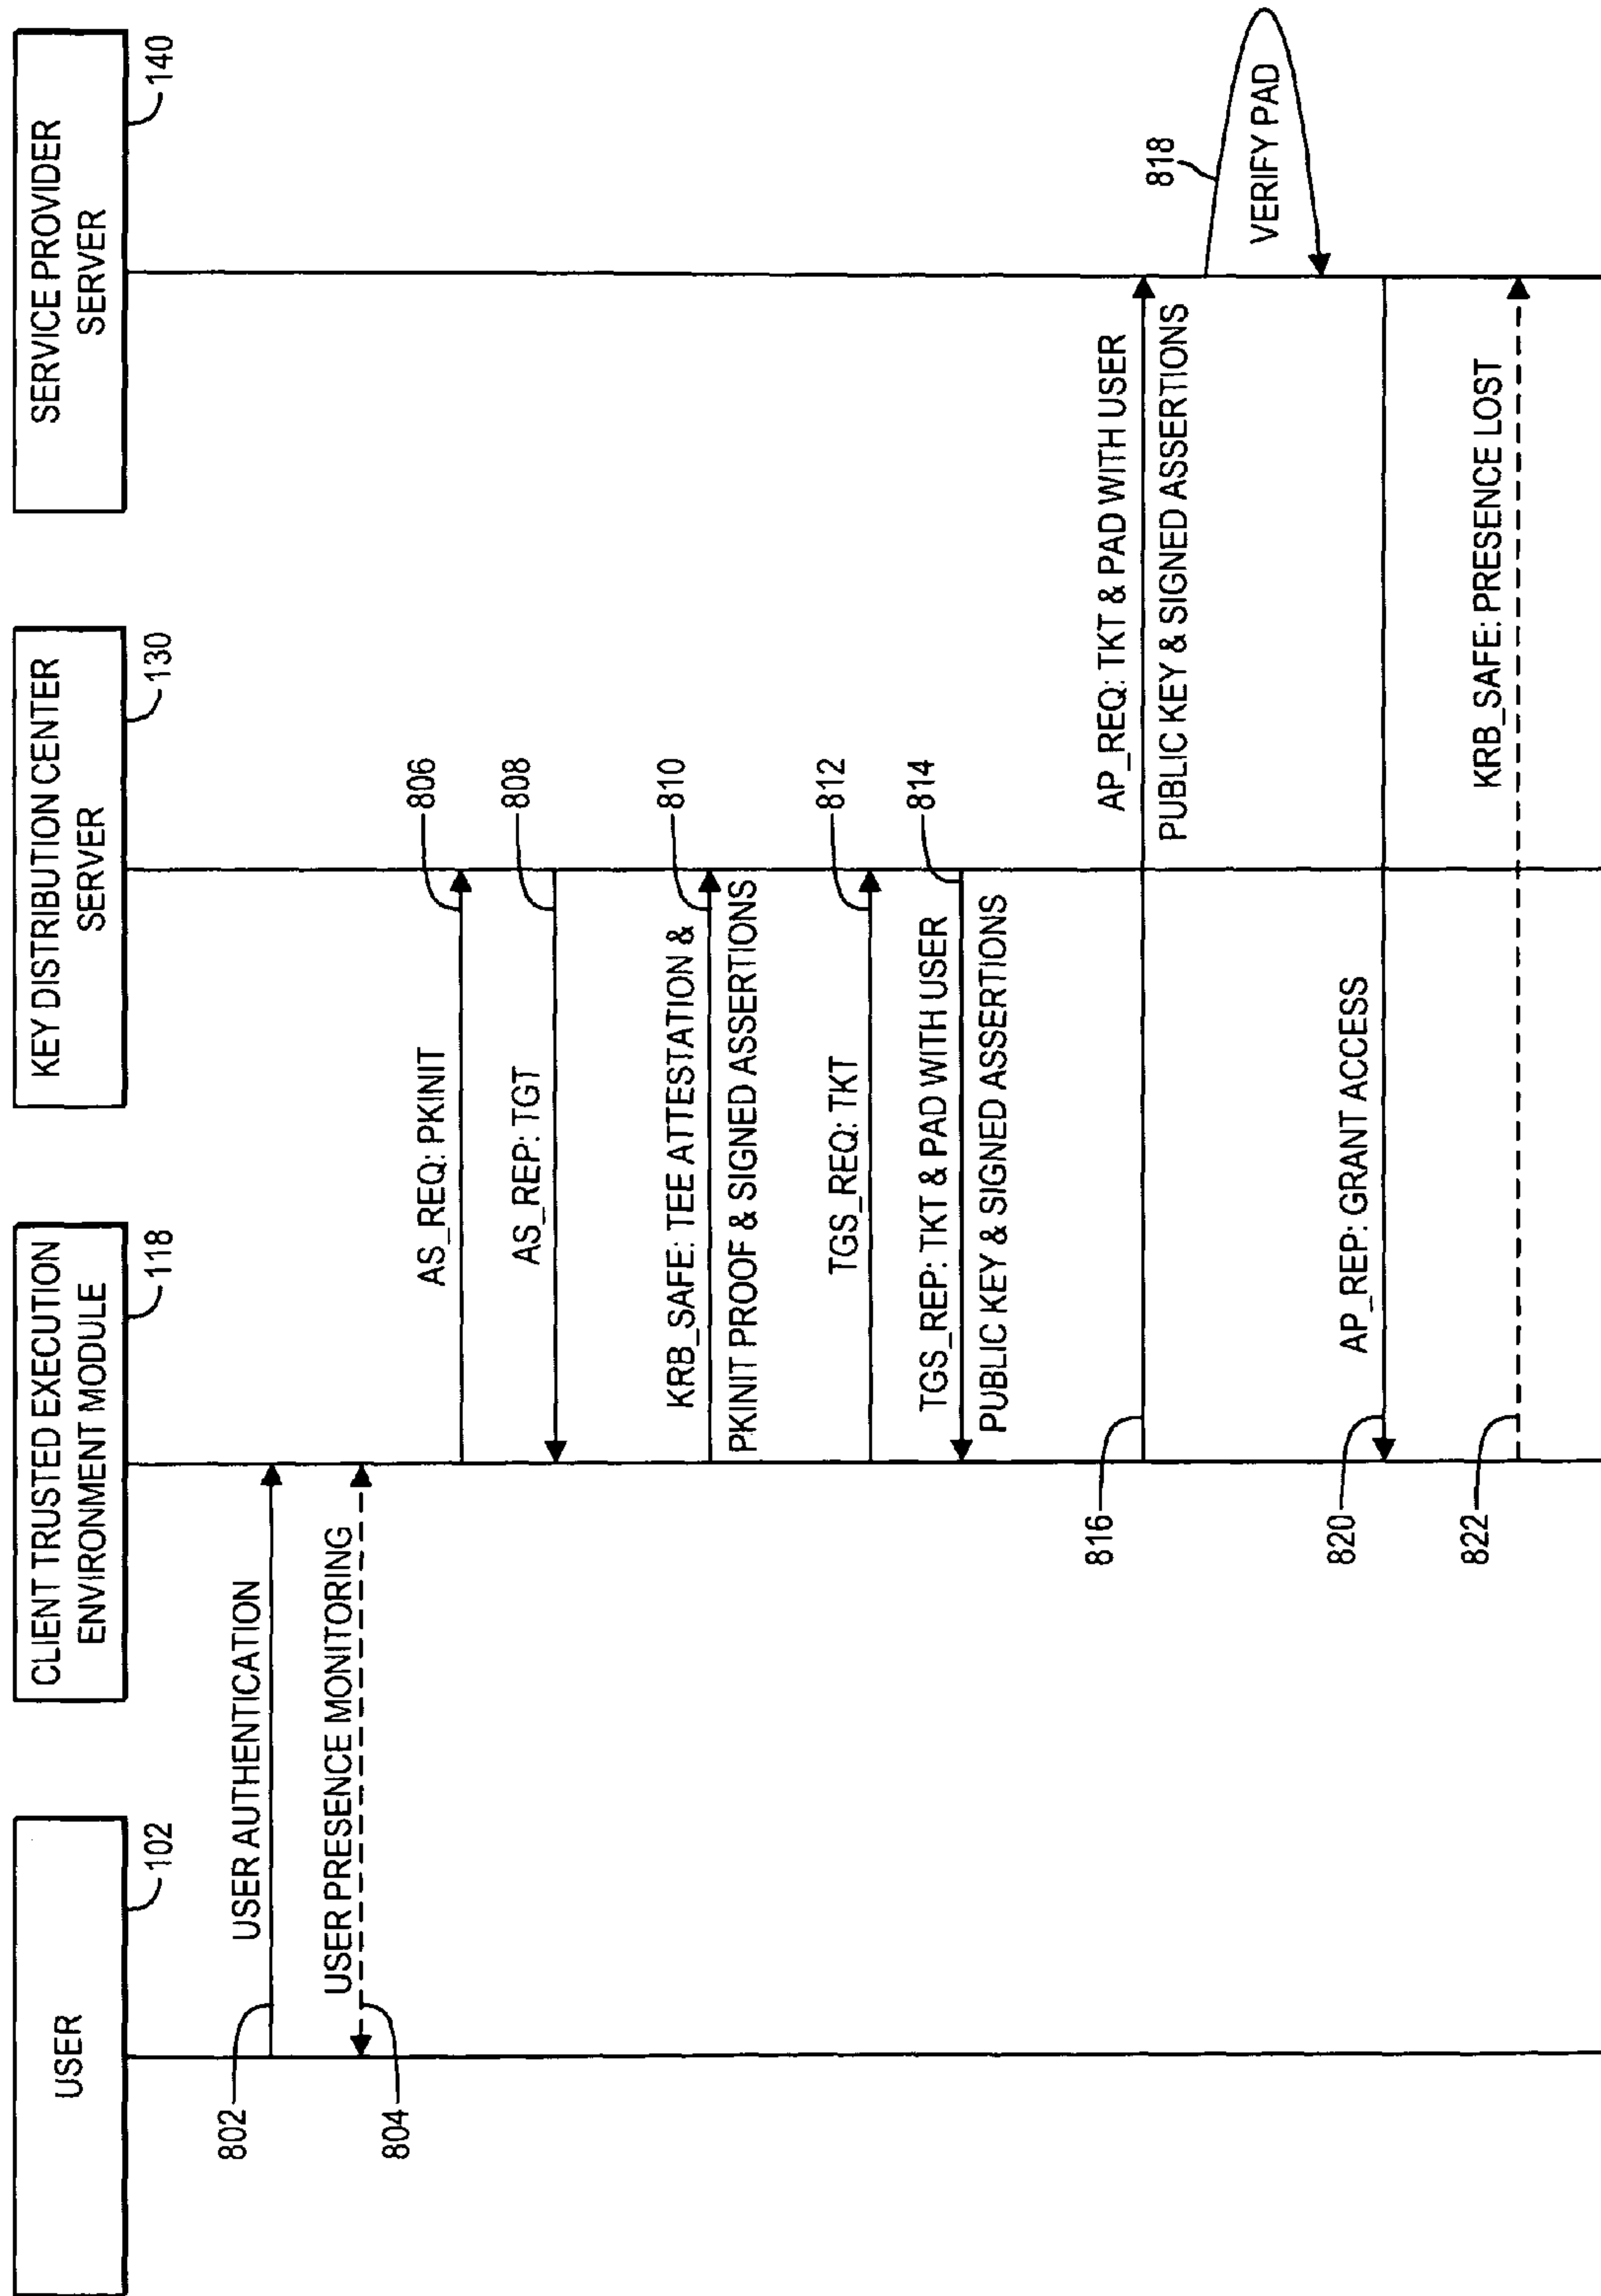 USER
102
CLIENT TRUSTED EXECUTION
ENVIRONMENT MODULE
118
KEY DISTRIBUTION CENTER
SERVER
130
SERVICE PROVIDER
SERVER
140
802
USER AUTHENTICATION
USER PRESENCE MONITORING
804
AS_REQ: PKINIT
806
AS_REP: TGT
808
KRB_SAFE: TEE ATTESTATION &
PKINIT PROOF & SIGNED ASSERTIONS
810
TGS_REQ: TKT
812
TGS_REP: TKT & PAD WITH USER
PUBLIC KEY & SIGNED ASSERTIONS
814
816
AP_REQ: TKT & PAD WITH USER
PUBLIC KEY & SIGNED ASSERTIONS
818
VERIFY PAD
820
AP_REP: GRANT ACCESS
822
KRB_SAFE: PRESENCE LOST